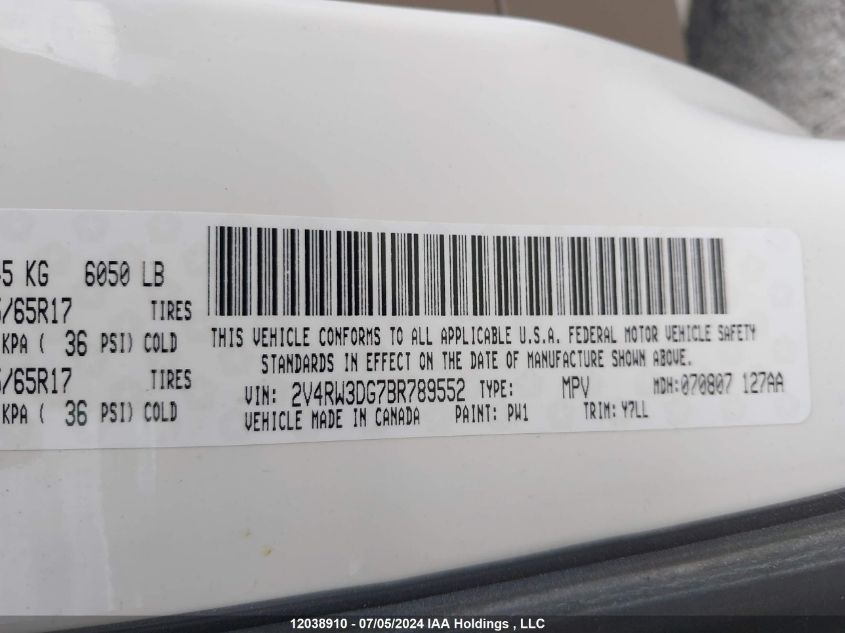 5 KG 6050 LB
/65R17 TIRES
KPA ( 36 PSI) COLD
/65R17 TIRES
KPA ( 36 PSI) COLD
THIS VEHICLE CONFORMS TO ALL APPLICABLE U.S.A. FEDERAL MOTOR VEHICLE SAFETY
STANDARDS IN EFFECT ON THE DATE OF MANUFACTURE SHOWN ABOVE.
VIN: 2V4RW3DG7BR789552 TYPE: MPV MDH:070807 127AA
VEHICLE MADE IN CANADA PAINT: PW1 TRIM: Y7LL
12038910 - 07/05/2024 IAA Holdings , LLC